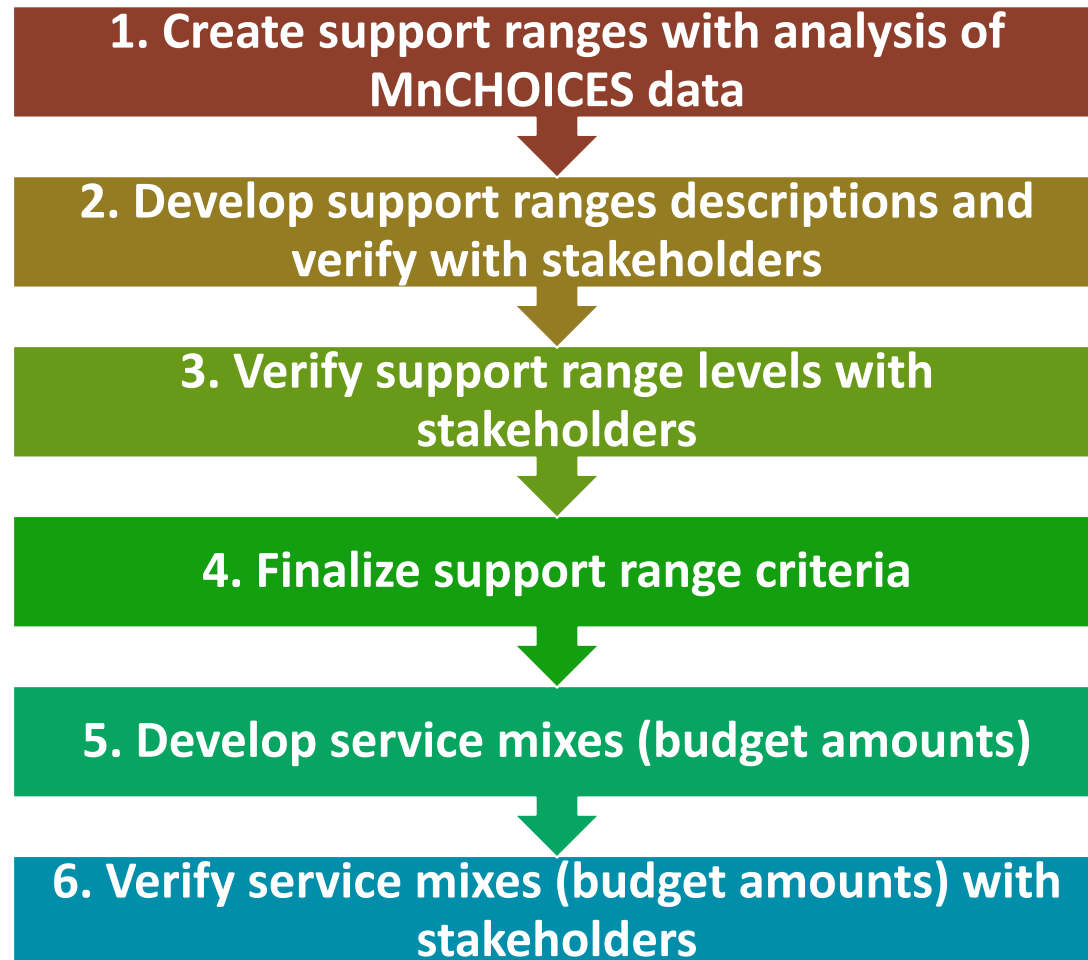 1. Create support ranges with analysis of
MnCHOICES data
2. Develop support ranges descriptions and
verify with stakeholders
3. Verify support range levels with
stakeholders
4. Finalize support range criteria
5. Develop service mixes (budget amounts)
6. Verify service mixes (budget amounts) with
stakeholders